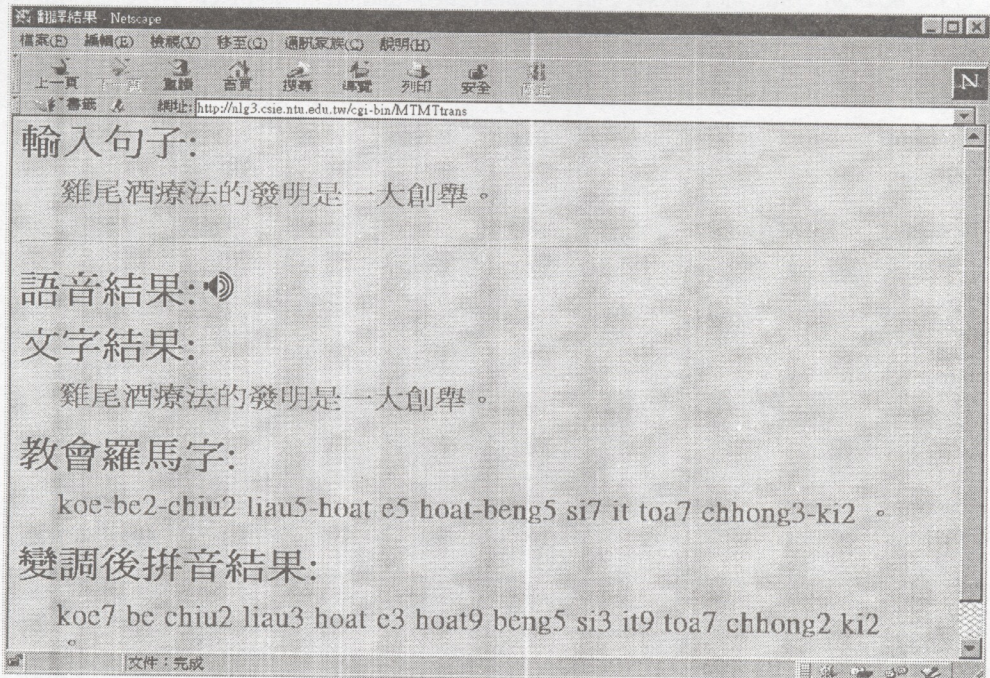 翻譯結果 - Netscape
檔案(F) 編輯(E) 檢視(V) 移至(G) 通訊家族(C) 說明(H)
上一頁 下一頁 重讀 首頁 搜尋 導覽 列印 安全 停止
書籤 網址: http://nlg3.csie.ntu.edu.tw/cgi-bin/MTMTtrans
輸入句子:
雞尾酒療法的發明是一大創舉。
語音結果:
文字結果:
雞尾酒療法的發明是一大創舉。
教會羅馬字:
koe-be2-chiu2 liau5-hoat e5 hoat-beng5 si7 it toa7 chhong3-ki2 。
變調後拼音結果:
koe7 be chiu2 liau3 hoat e3 hoat9 beng5 si3 it9 toa7 chhong2 ki2
。
文件：完成